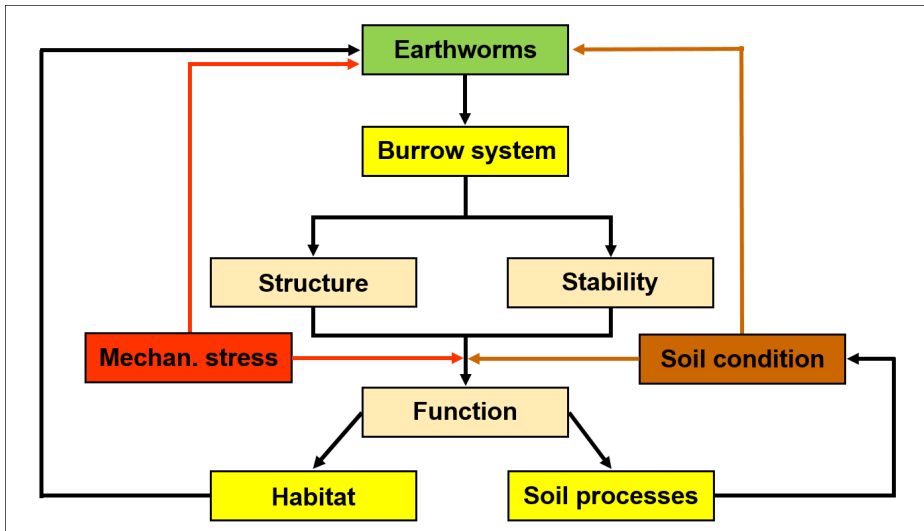 Earthworms
Burrow system
Structure
Stability
Mechan. stress
Soil condition
Function
Habitat
Soil processes